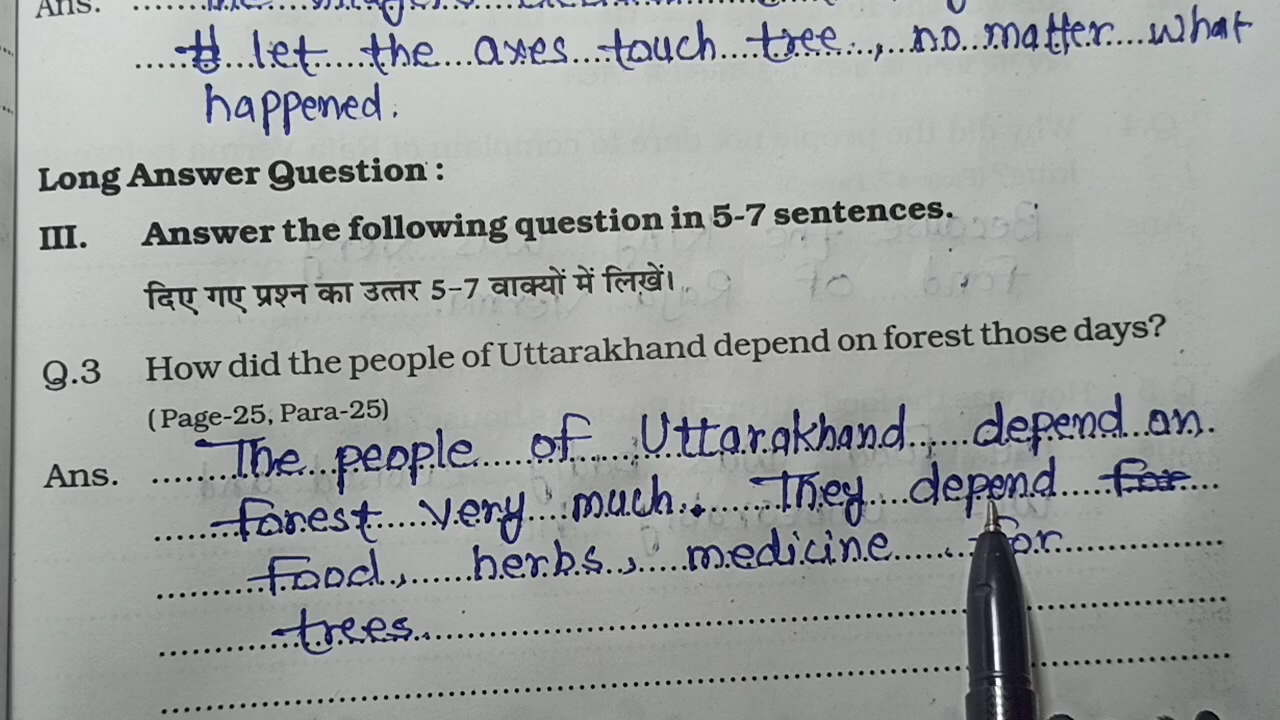 Ans.
let the axes touch tree, no matter what
happened.
Long Answer Question :
III. Answer the following question in 5-7 sentences.
दिए गए प्रश्न का उत्तर 5-7 वाक्यों में लिखें।
Q.3 How did the people of Uttarakhand depend on forest those days?
(Page-25, Para-25)
Ans. The people of Uttarakhand, depend on
forest very much. They depend for
food, herbs, medicine for
trees.